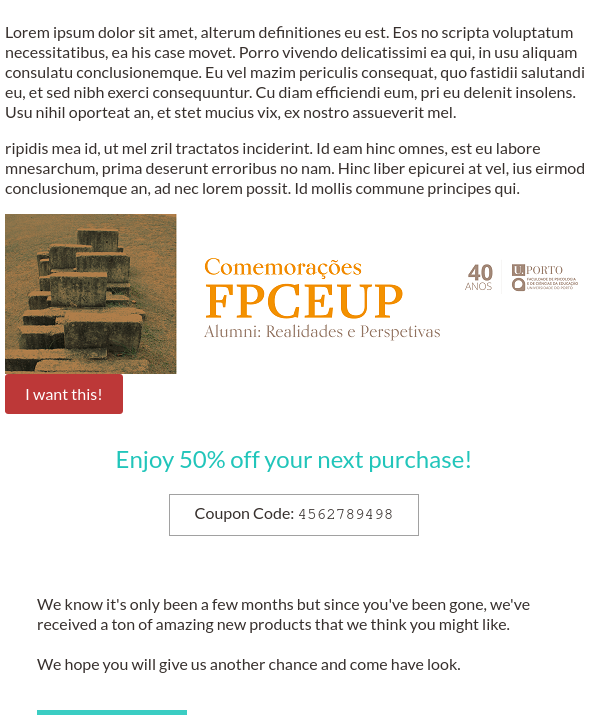 Lorem ipsum dolor sit amet, alterum definitiones eu est. Eos no scripta voluptatum
necessitatibus, ea his case movet. Porro vivendo delicatissimi ea qui, in usu aliquam
consulatu conclusionemque. Eu vel mazim periculis consequat, quo fastidii salutandi
eu, et sed nibh exerci consequuntur. Cu diam efficiendi eum, pri eu delenit insolens.
Usu nihil oporteat an, et stet mucius vix, ex nostro assueverit mel.
ripidis mea id, ut mel zril tractatos inciderint. Id eam hinc omnes, est eu labore
mnesarchum, prima deserunt erroribus no nam. Hinc liber epicurei at vel, ius eirmod
conclusionemque an, ad nec lorem possit. Id mollis commune principes qui.
Comemorações
FPCEUP
Alumni: Realidades e Perspetivas
40
ANOS
U.PORTO
FACULDADE DE PSICOLOGIA
E DE CIÊNCIAS DA EDUCAÇÃO
UNIVERSIDADE DO PORTO
I want this!
Enjoy 50% off your next purchase!
Coupon Code: 4562789498
We know it's only been a few months but since you've been gone, we've
received a ton of amazing new products that we think you might like.
We hope you will give us another chance and come have look.